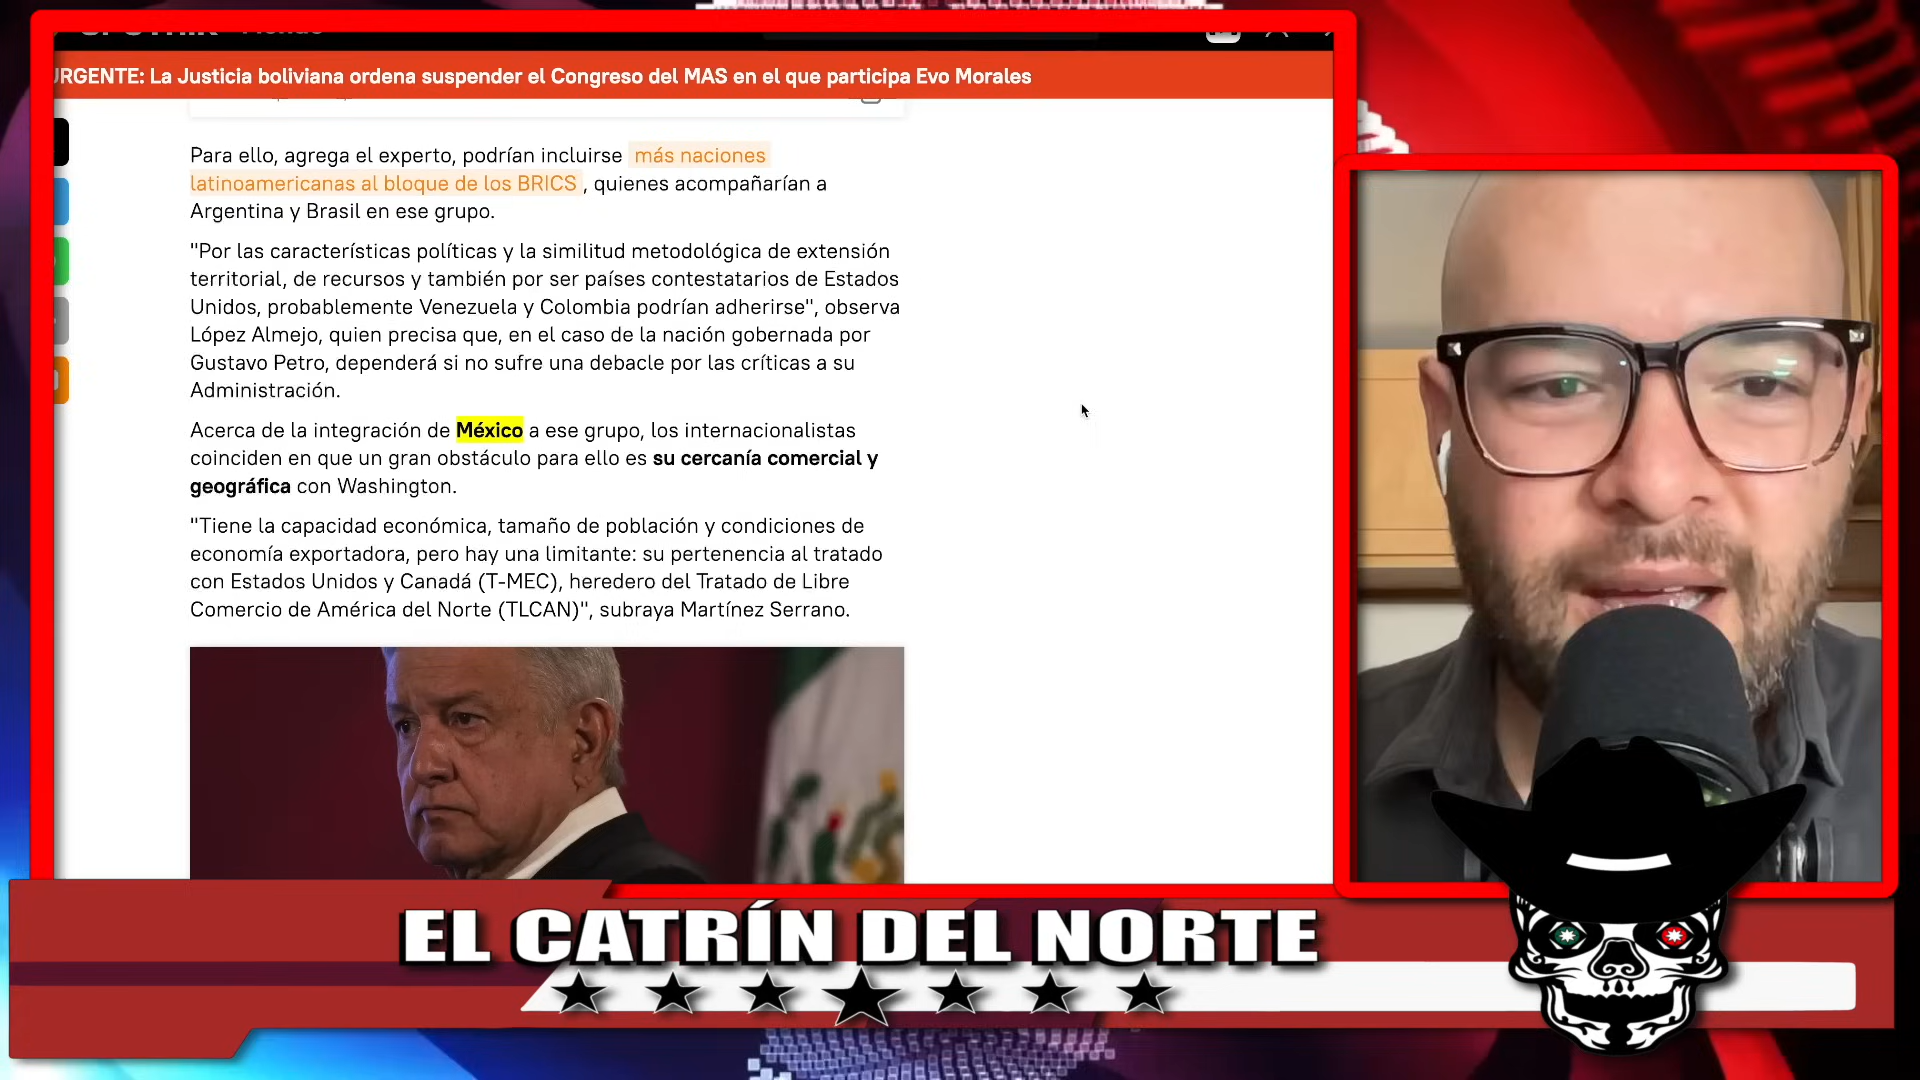 URGENTE: La Justicia boliviana ordena suspender el Congreso del MAS en el que participa Evo Morales
Para ello, agrega el experto, podrían incluirse más naciones
latinoamericanas al bloque de los BRICS , quienes acompañarían a
Argentina y Brasil en ese grupo.
"Por las características políticas y la similitud metodológica de extensión
territorial, de recursos y también por ser países contestatarios de Estados
Unidos, probablemente Venezuela y Colombia podrían adherirse", observa
López Almejo, quien precisa que, en el caso de la nación gobernada por
Gustavo Petro, dependerá si no sufre una debacle por las críticas a su
Administración.
Acerca de la integración de México a ese grupo, los internacionalistas
coinciden en que un gran obstáculo para ello es su cercanía comercial y
geográfica con Washington.
"Tiene la capacidad económica, tamaño de población y condiciones de
economía exportadora, pero hay una limitante: su pertenencia al tratado
con Estados Unidos y Canadá (T-MEC), heredero del Tratado de Libre
Comercio de América del Norte (TLCAN)", subraya Martínez Serrano.
EL CATRÍN DEL NORTE